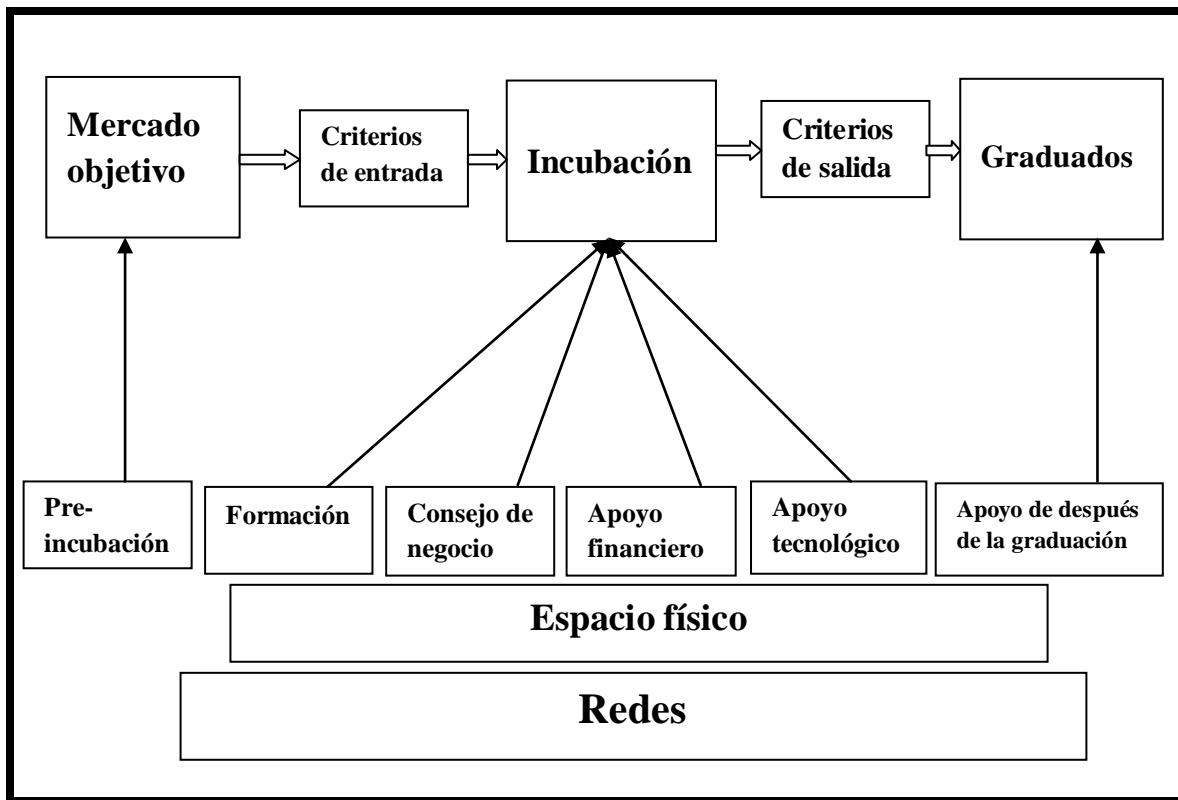 Mercado
objetivo
Criterios
de entrada
Incubación
Criterios
de salida
Graduados
Pre-
incubación
Formación
Consejo de
negocio
Apoyo
financiero
Apoyo
tecnológico
Apoyo de después
de la graduación
Espacio físico
Redes